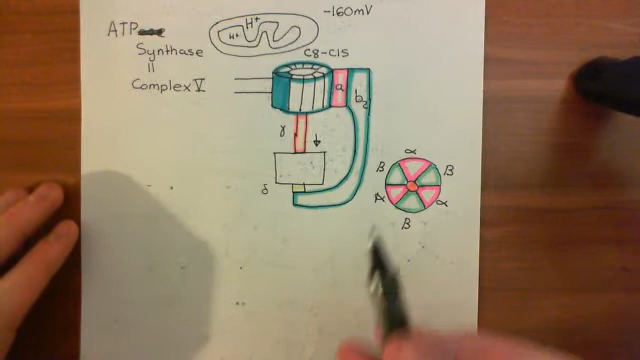 ATP
Synthase
=
Complex V
H+
H+
-160mV
C8-C15
a
b2
γ
δ
α
B
B
A
α
B